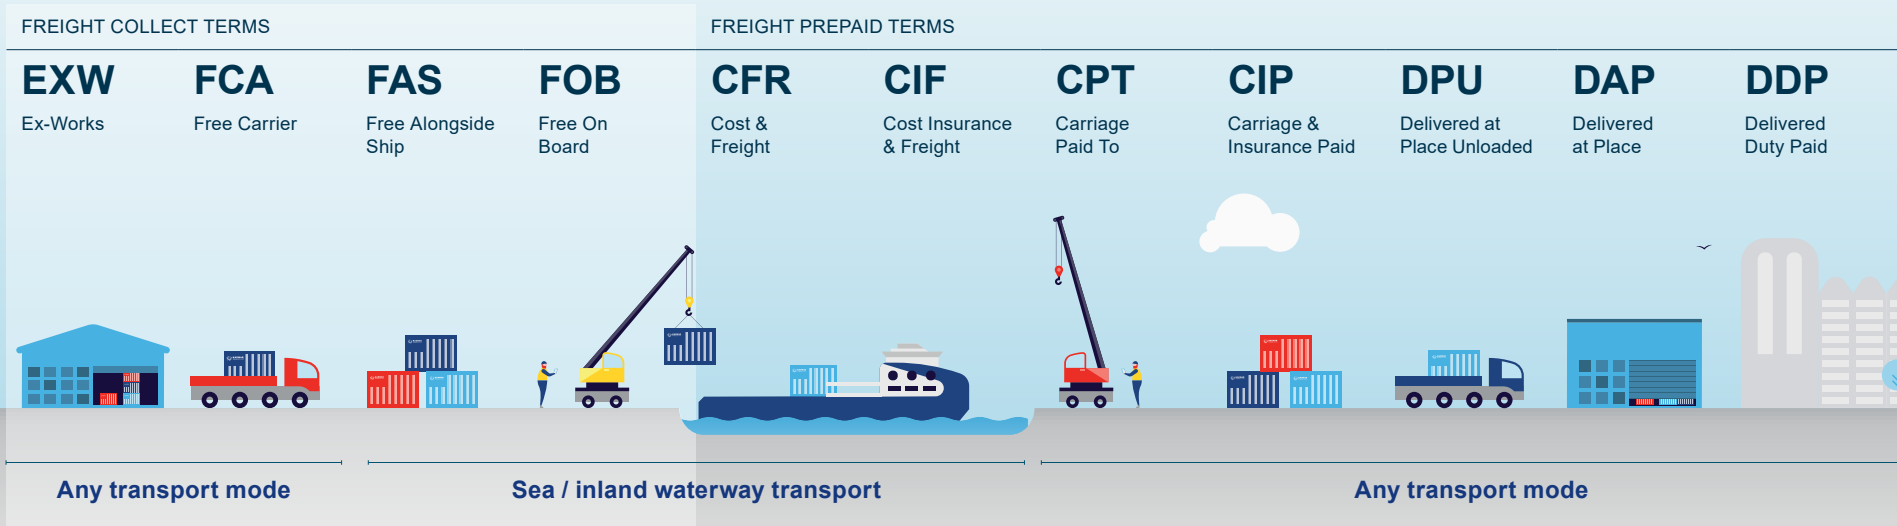 FREIGHT COLLECT TERMS
FREIGHT PREPAID TERMS
EXW
Ex-Works
FCA
Free Carrier
FAS
Free Alongside
Ship
FOB
Free On
Board
CFR
Cost &
Freight
CIF
Cost Insurance
& Freight
CPT
Carriage
Paid To
CIP
Carriage &
Insurance Paid
DPU
Delivered at
Place Unloaded
DAP
Delivered
at Place
DDP
Delivered
Duty Paid
Any transport mode
Sea / inland waterway transport
Any transport mode